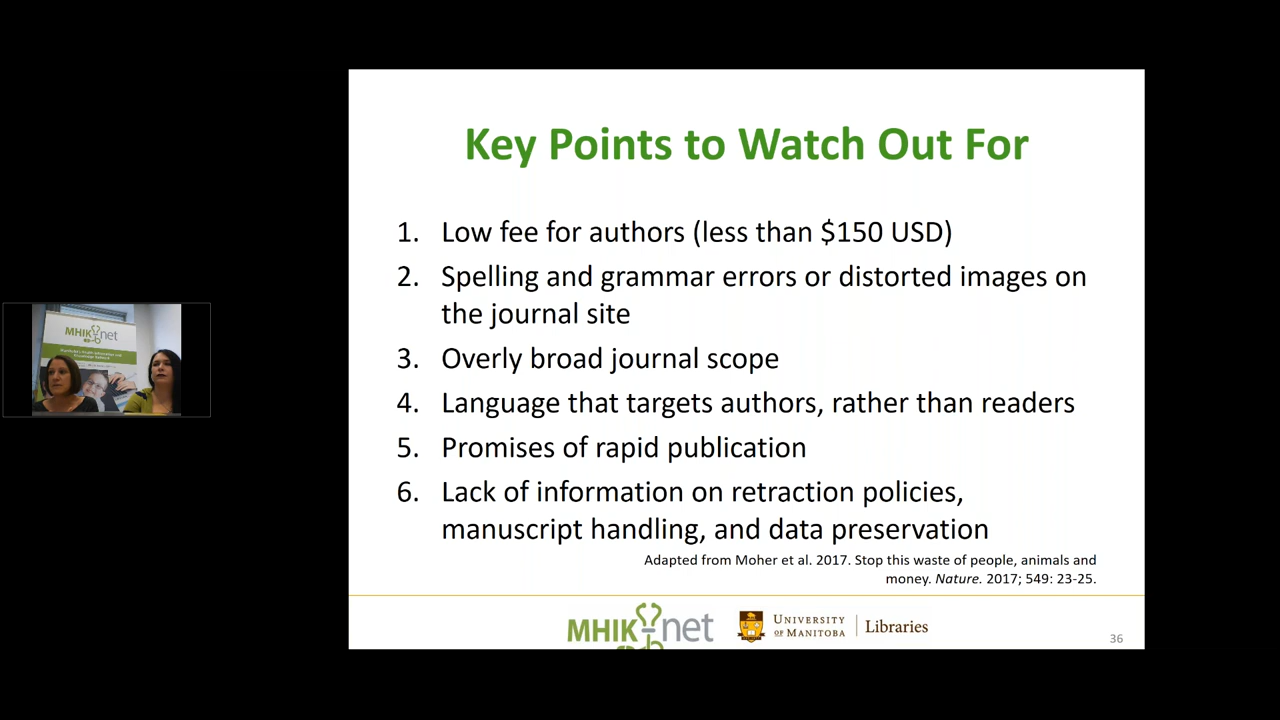 Key Points to Watch Out For
1. Low fee for authors (less than $150 USD)
2. Spelling and grammar errors or distorted images on
the journal site
3. Overly broad journal scope
4. Language that targets authors, rather than readers
5. Promises of rapid publication
6. Lack of information on retraction policies,
manuscript handling, and data preservation
Adapted from Moher et al. 2017. Stop this waste of people, animals and
money. Nature. 2017; 549: 23-25.
MHIKnet
UNIVERSITY
OF MANITOBA
Libraries
36
MHIKnet